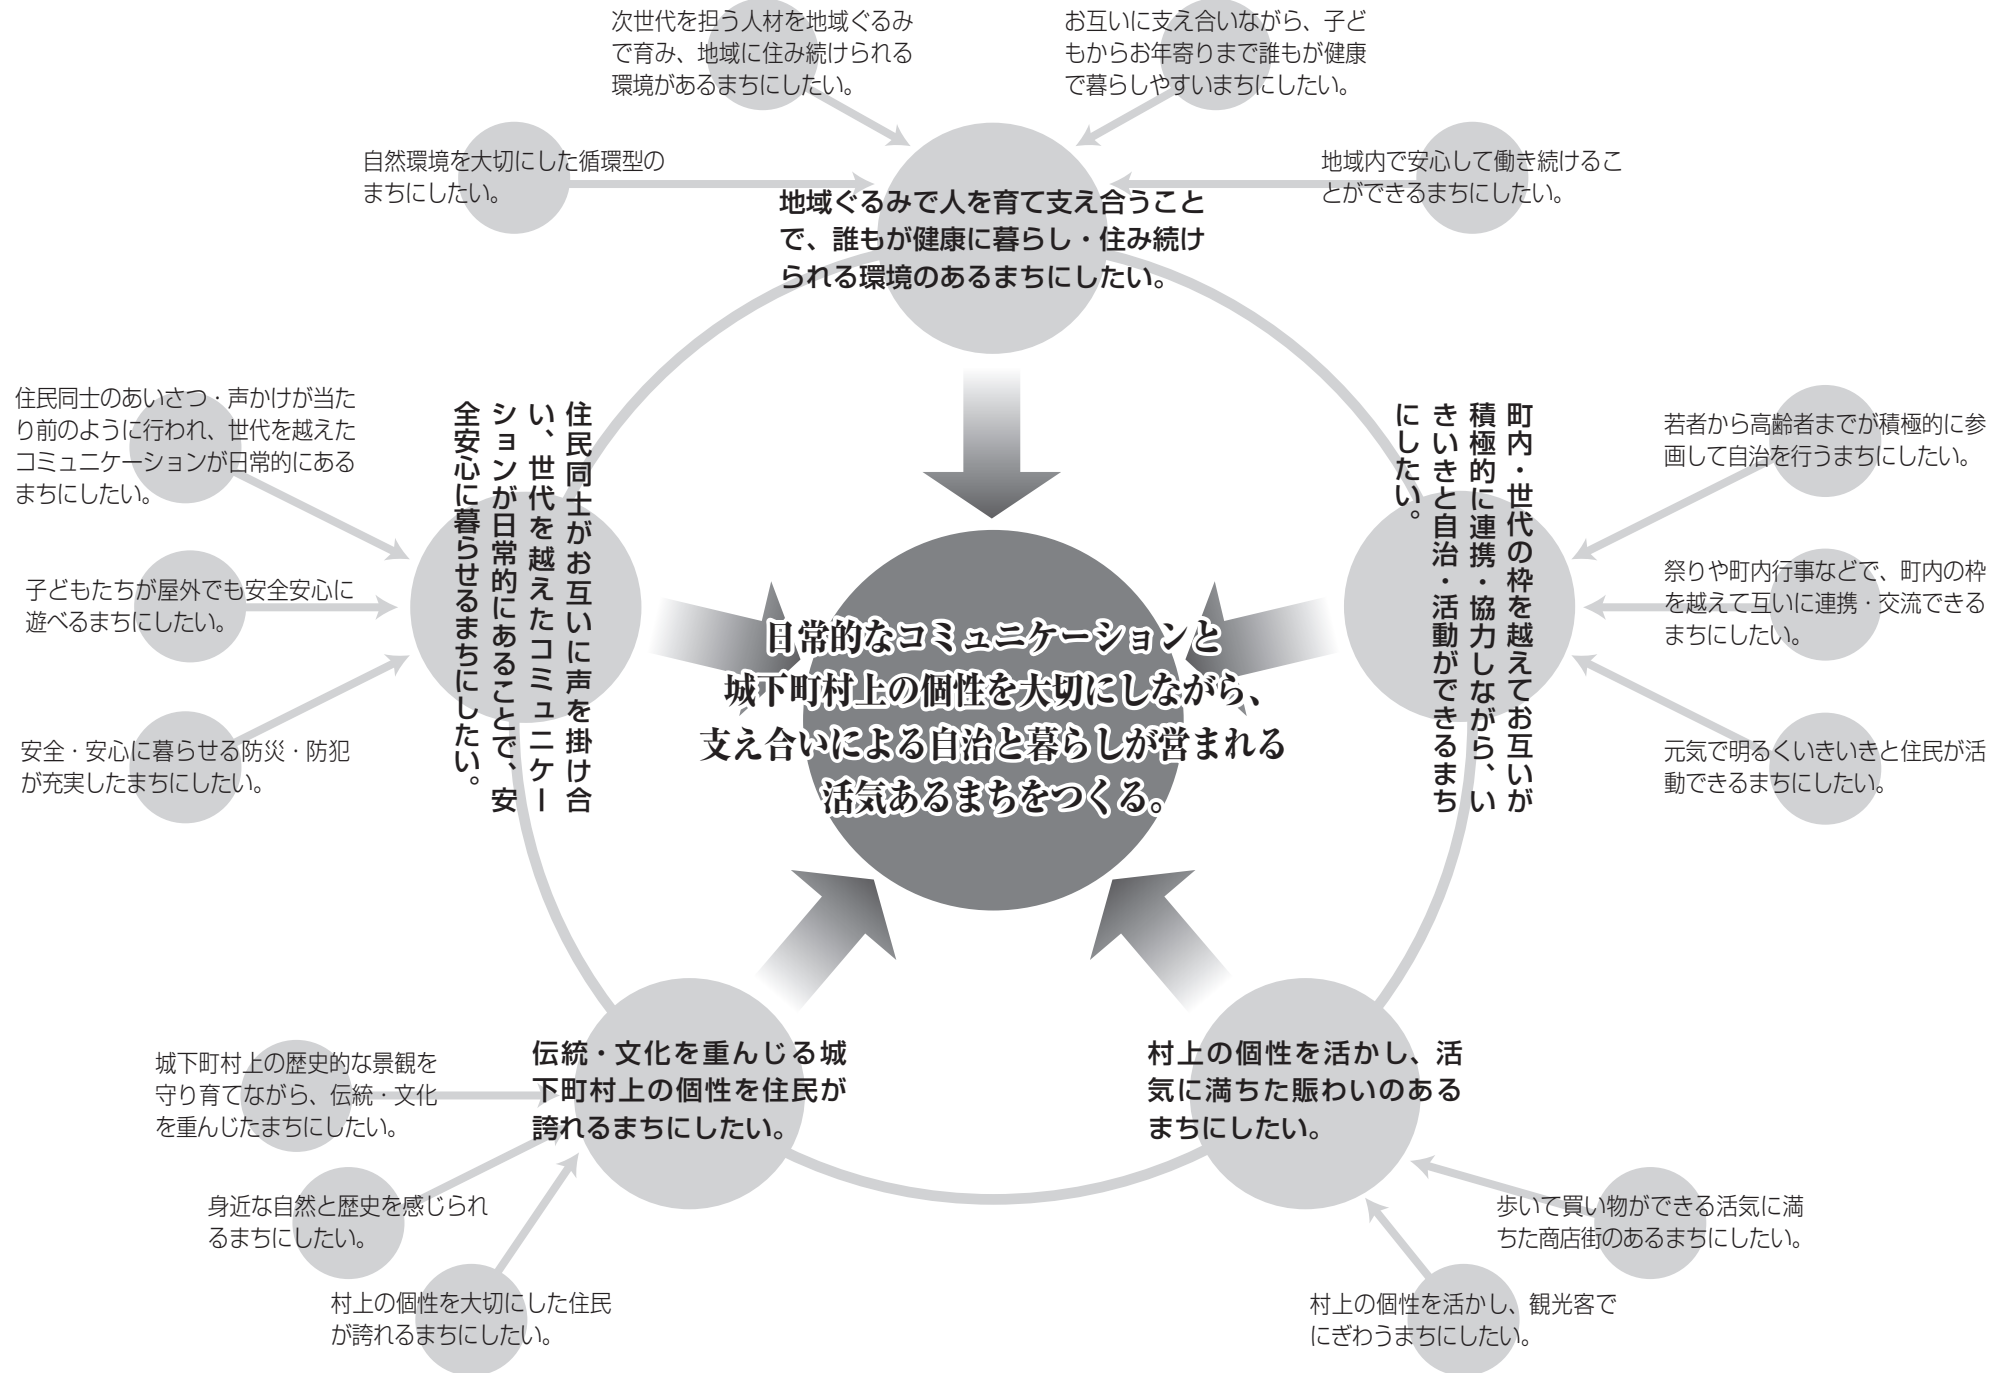 次世代を担う人材を地域ぐるみ
で育み、地域に住み続けられる
環境があるまちにしたい。
お互いに支え合いながら、子ど
もからお年寄りまで誰もが健康
で暮らしやすいまちにしたい。
自然環境を大切にした循環型の
まちにしたい。
地域内で安心して働き続けるこ
とができるまちにしたい。
地域ぐるみで人を育て支え合うこと
で、誰もが健康に暮らし・住み続け
られる環境のあるまちにしたい。
住民同士のあいさつ・声かけが当た
り前のように行われ、世代を越えた
コミュニケーションが日常的にある
まちにしたい。
子どもたちが屋外でも安全安心に
遊べるまちにしたい。
安全・安心に暮らせる防災・防犯
が充実したまちにしたい。
住民同士がお互いに声を掛け合
い、世代を越えたコミュニケー
ションが日常的にあることで、安
全安心に暮らせるまちにしたい。
町内・世代の枠を越えてお互いが
積極的に連携・協力しながら、い
きいきと自治・活動ができるまち
にしたい。
若者から高齢者までが積極的に参
画して自治を行うまちにしたい。
祭りや町内行事などで、町内の枠
を越えて互いに連携・交流できる
まちにしたい。
元気で明るくいきいきと住民が活
動できるまちにしたい。
日常的なコミュニケーションと
城下町村上の個性を大切にしながら、
支え合いによる自治と暮らしが営まれる
活気あるまちをつくる。
伝統・文化を重んじる城
下町村上の個性を住民が
誇れるまちにしたい。
村上の個性を活かし、活
気に満ちた賑わいのある
まちにしたい。
城下町村上の歴史的な景観を
守り育てながら、伝統・文化
を重んじたまちにしたい。
身近な自然と歴史を感じられ
るまちにしたい。
村上の個性を大切にした住民
が誇れるまちにしたい。
歩いて買い物ができる活気に満
ちた商店街のあるまちにしたい。
村上の個性を活かし、観光客で
にぎわうまちにしたい。